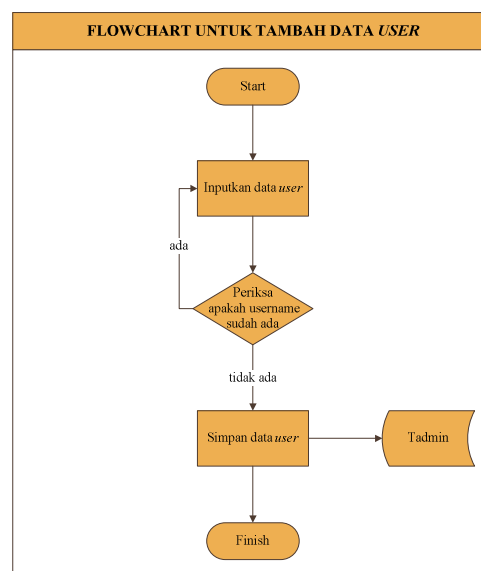 FLOWCHART UNTUK TAMBAH DATA USER
Start
Inputkan data user
ada
Periksa
apakah username
sudah ada
tidak ada
Simpan data user
Tadmin
Finish